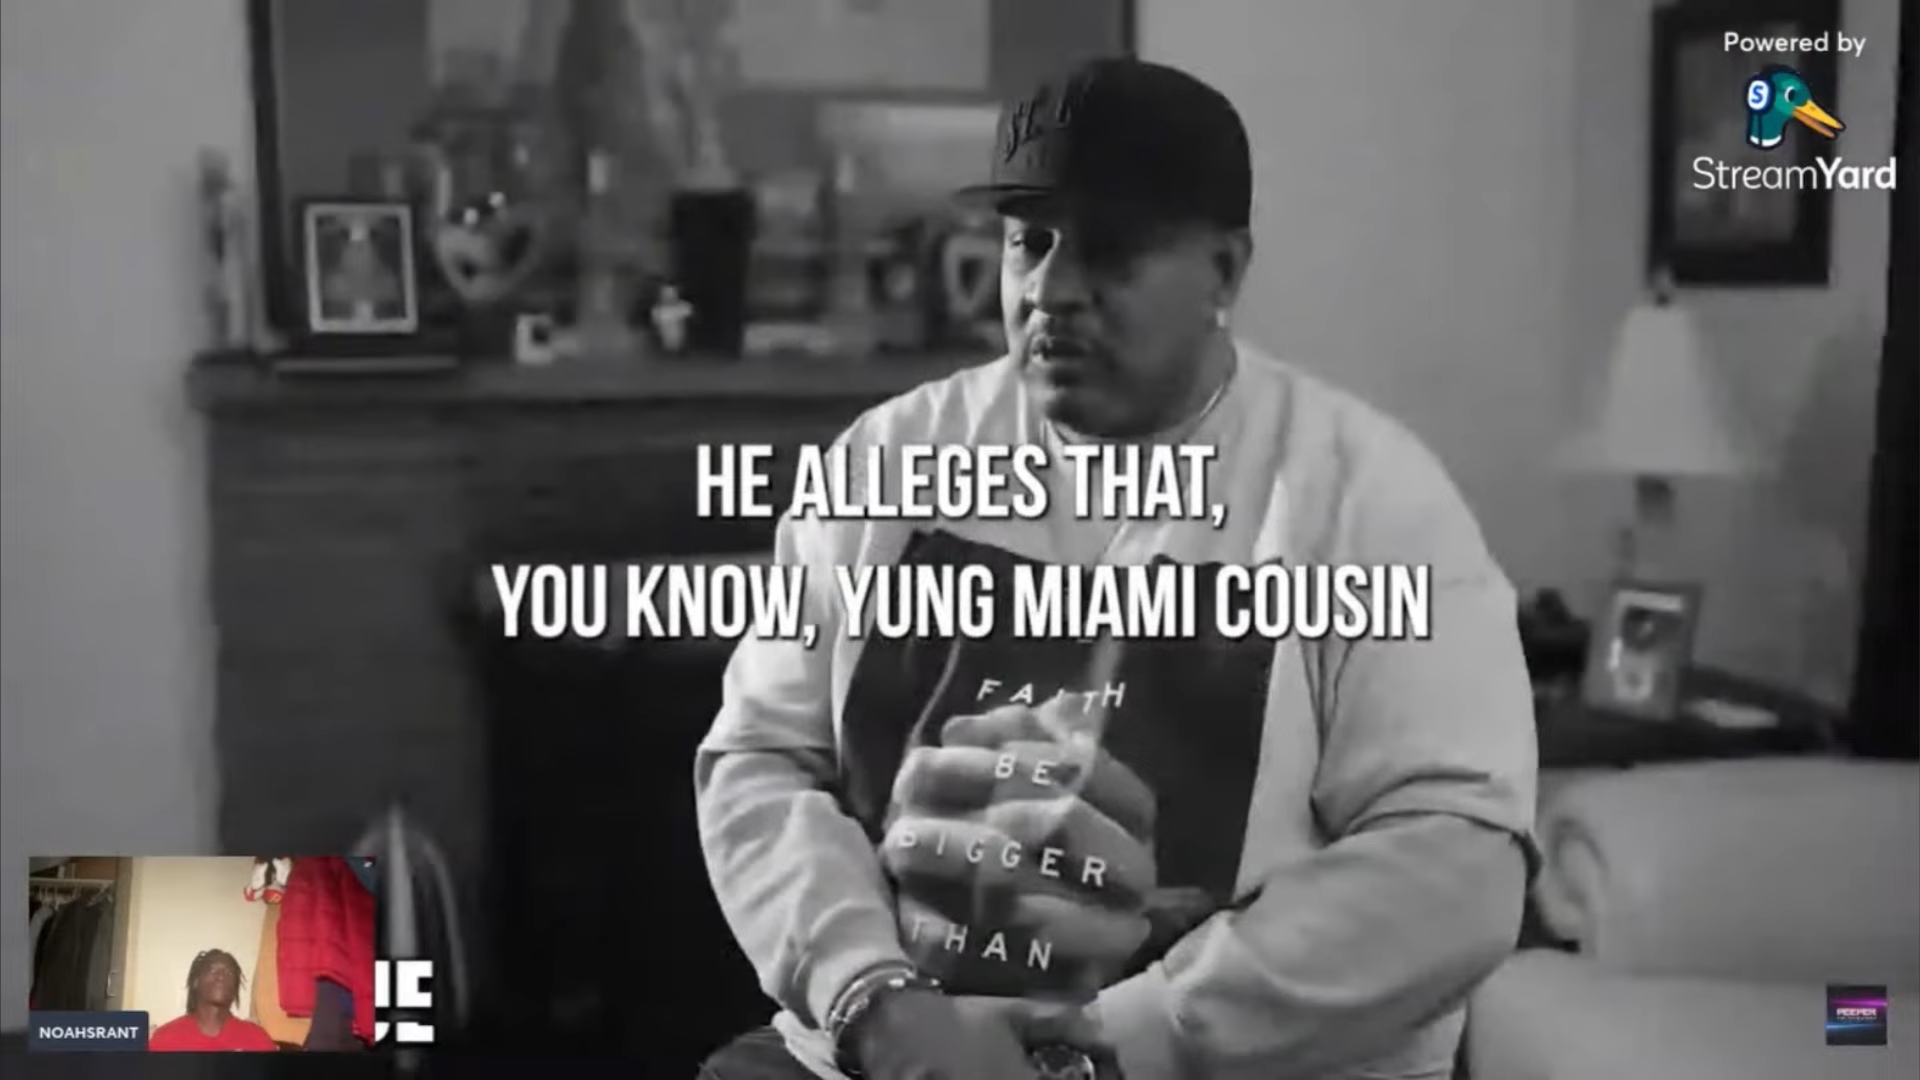 Powered by
StreamYard
HE ALLEGES THAT,
YOU KNOW, YUNG MIAMI COUSIN
FAITH
BE
BIGGER
THAN
NOAHSRANT